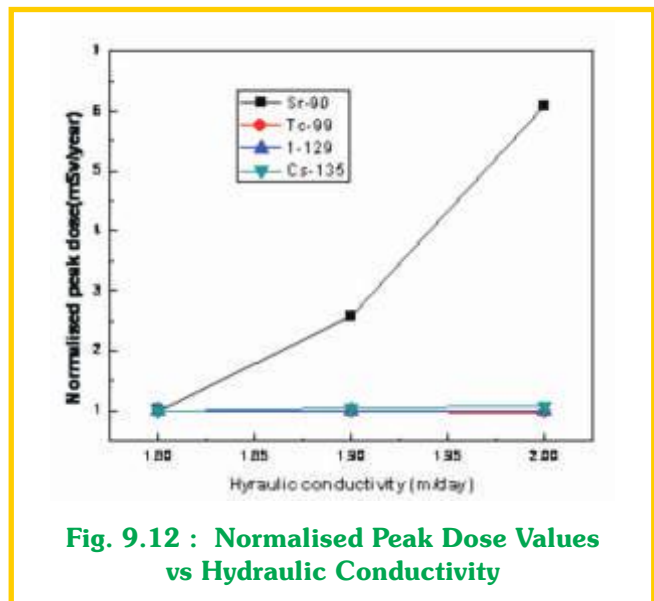 Sr-90
Tc-99
1-129
Cs-135
Normalised peak dose(mSv/year)
6
5
3
2
1
1.80
1.85
1.90
1.95
2.00
Hyraulic conductivity (m/day)
Fig. 9.12 : Normalised Peak Dose Values
vs Hydraulic Conductivity